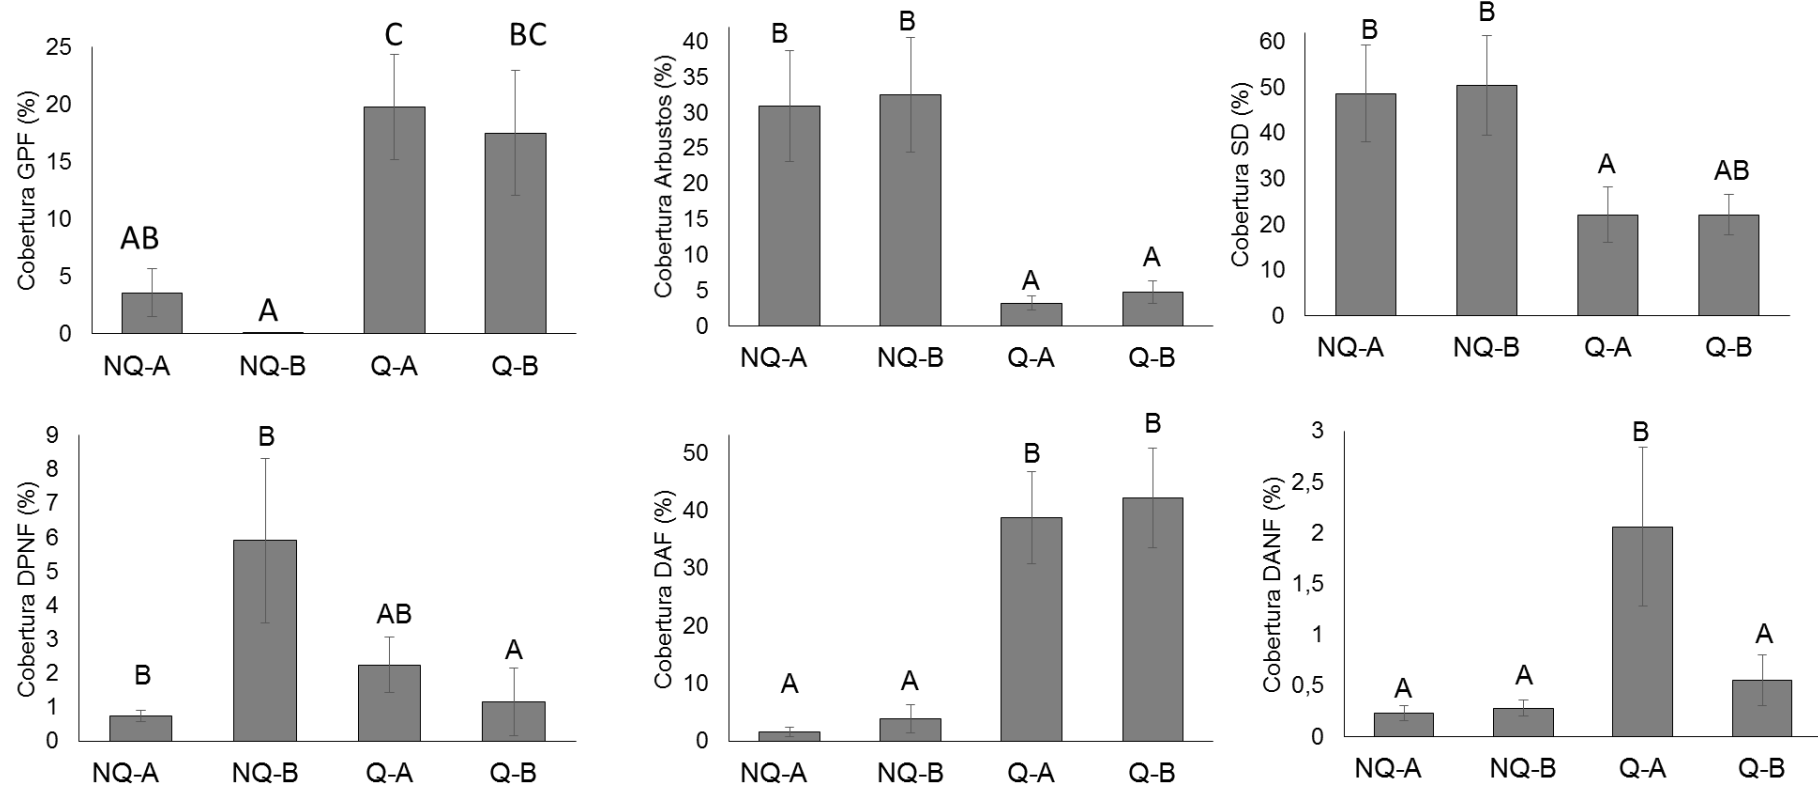 Cobertura GPF (%)
25
20
15
10
5
0
AB
A
C
BC
NQ-A NQ-B Q-A Q-B
Cobertura Arbustos (%)
40
35
30
25
20
15
10
5
0
B
B
A
A
NQ-A NQ-B Q-A Q-B
Cobertura SD (%)
60
50
40
30
20
10
0
B
B
A
AB
NQ-A NQ-B Q-A Q-B
Cobertura DPNF (%)
9
8
7
6
5
4
3
2
1
0
B
B
AB
A
NQ-A NQ-B Q-A Q-B
Cobertura DAF (%)
50
40
30
20
10
0
A
A
B
B
NQ-A NQ-B Q-A Q-B
Cobertura DANF (%)
3
2,5
2
1,5
1
0,5
0
A
A
B
A
NQ-A NQ-B Q-A Q-B